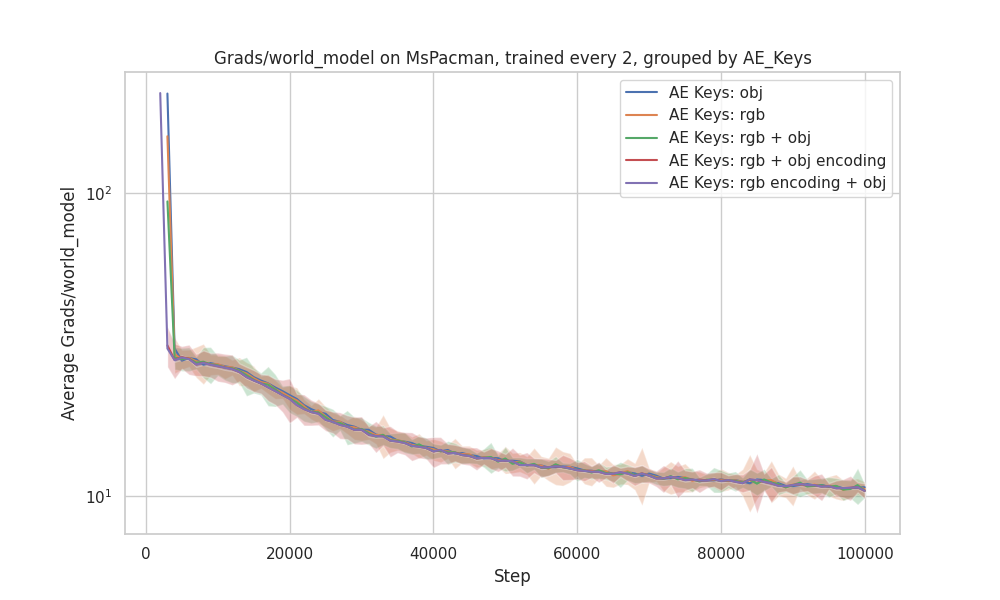 Grads/world_model on MsPacman, trained every 2, grouped by AE_Keys
AE Keys: obj
AE Keys: rgb
AE Keys: rgb + obj
AE Keys: rgb + obj encoding
AE Keys: rgb encoding + obj
Average Grads/world_model
10²
10¹
0
20000
40000
60000
80000
100000
Step